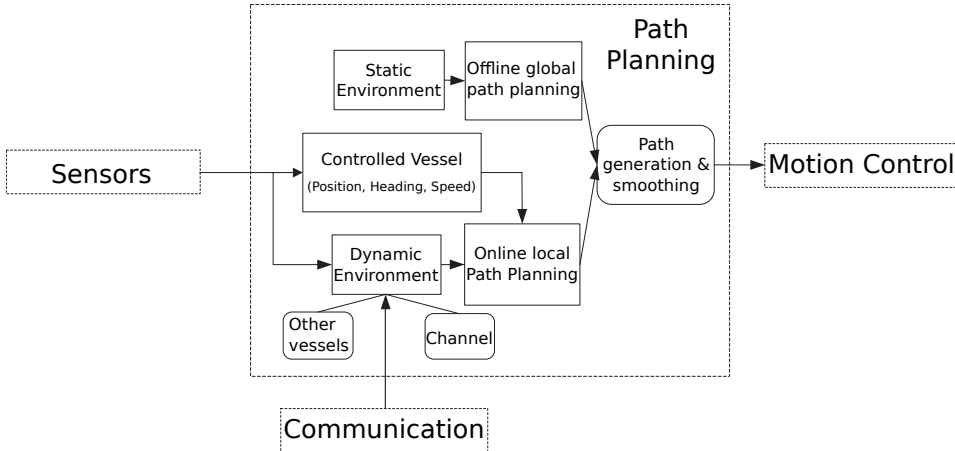 Path
Planning
Static
Environment
Offline global
path planning
Path
generation &
smoothing
Sensors
Controlled Vessel
(Position, Heading, Speed)
Motion Control
Dynamic
Environment
Online local
Path Planning
Other
vessels
Channel
Communication